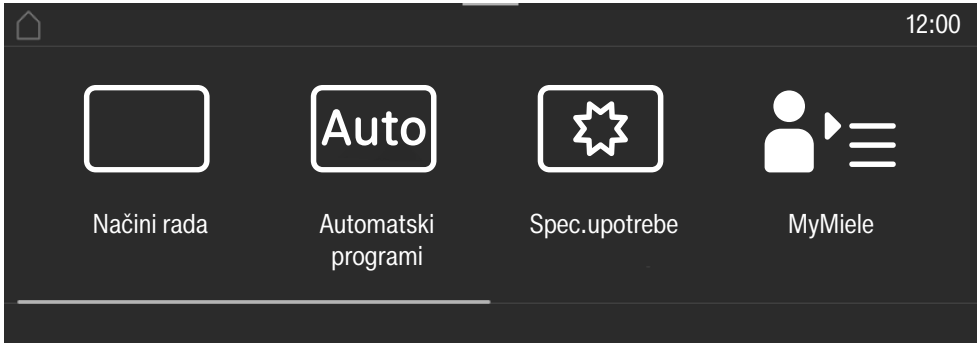 12:00
Auto
Načini rada
Automatski
programi
Spec.upotrebe
MyMiele